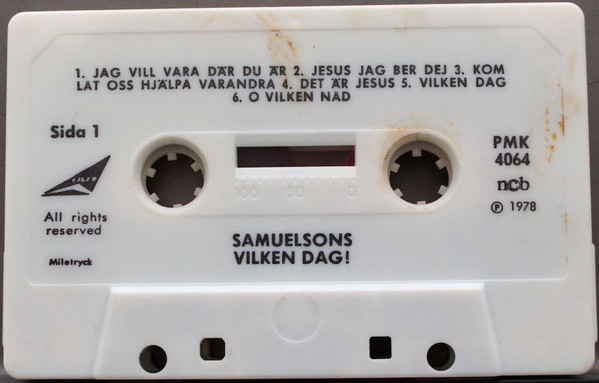 1. JAG VILL VARA DÄR DU ÄR 2. JESUS JAG BER DEJ 3. KOM
LAT OSS HJÄLPA VARANDRA 4. DET ÄR JESUS 5. VILKEN DAG
6. O VILKEN NAD
Sida 1
All rights
reserved
Miletryck
100 50 0
PMK
4064
ncb
℗ 1978
SAMUELSONS
VILKEN DAG!